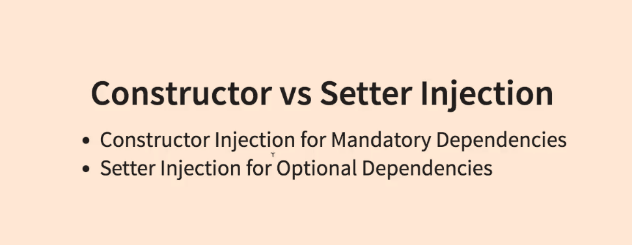 Constructor vs Setter Injection
• Constructor Injection for Mandatory Dependencies
• Setter Injection for Optional Dependencies